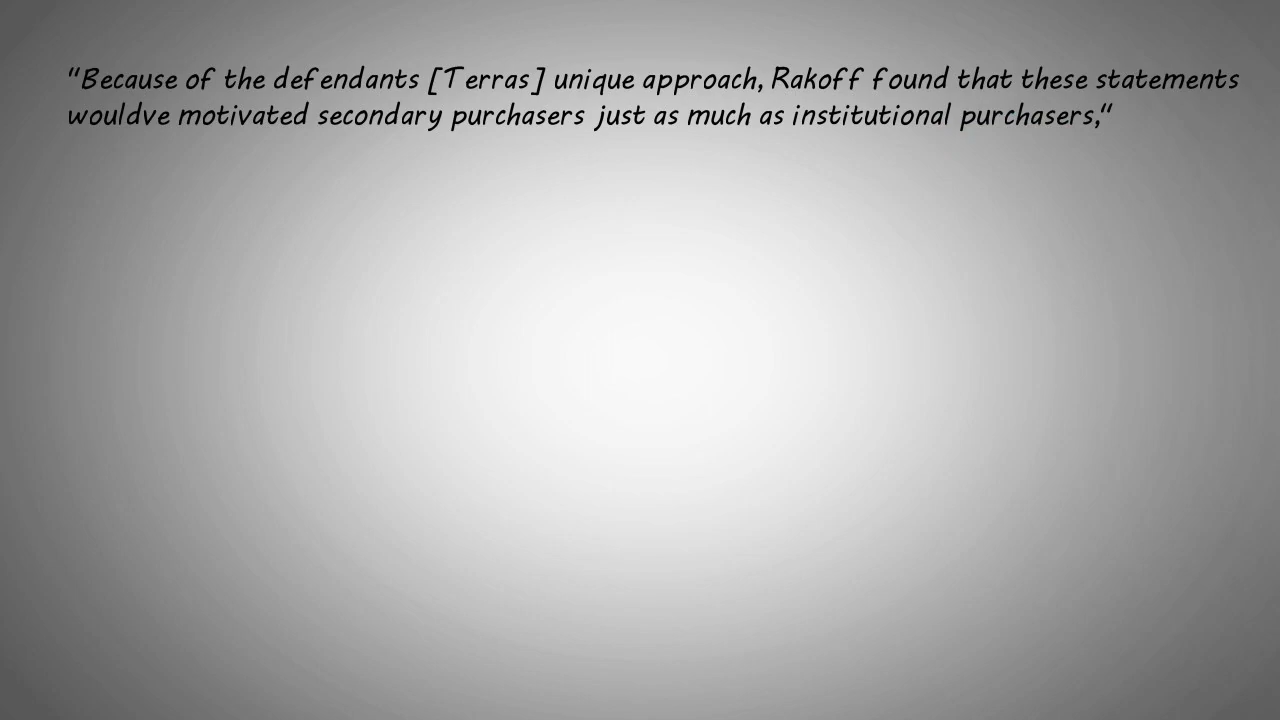 "Because of the defendants [Terras] unique approach, Rakoff found that these statements
wouldve motivated secondary purchasers just as much as institutional purchasers,"